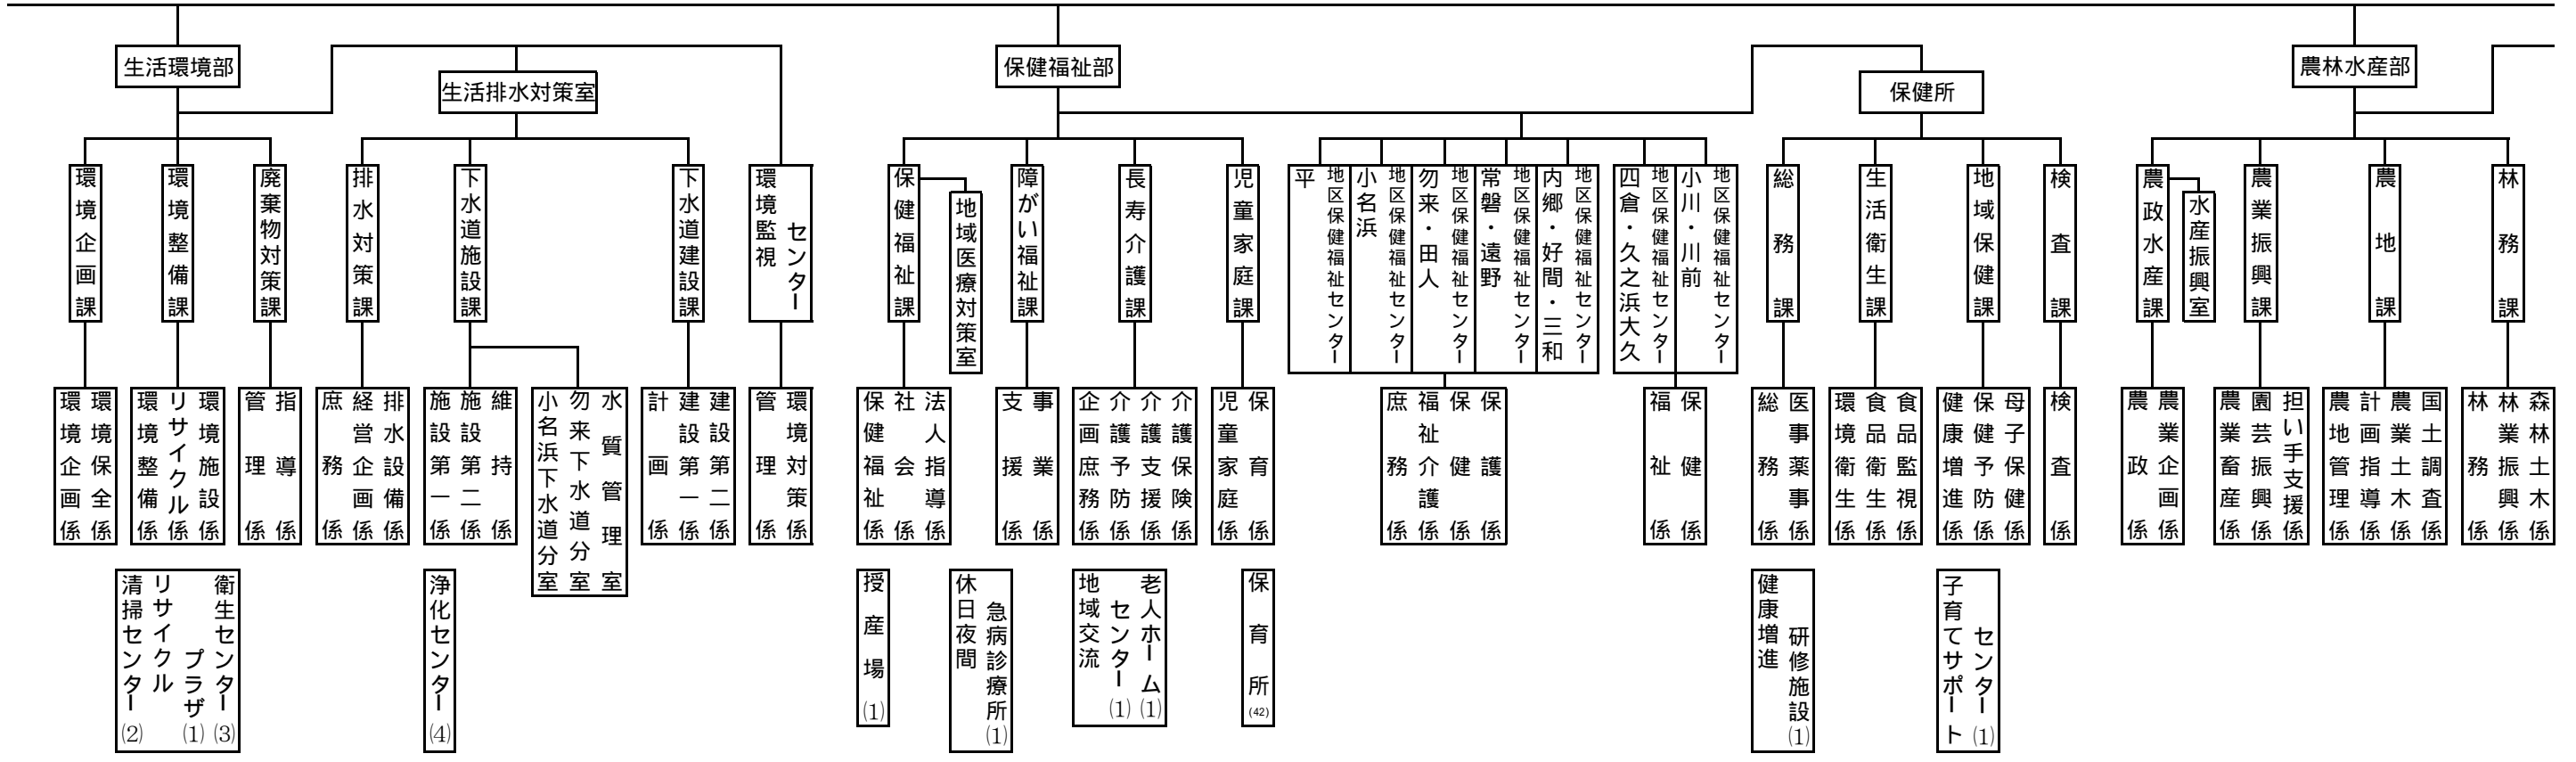 生活環境部
生活排水対策室
保健福祉部
保健所
農林水産部
環境企画課
環境整備課
廃棄物対策課
排水対策課
下水道施設課
下水道建設課
環境監視センター
保健福祉課
地域医療対策室
障がい福祉課
長寿介護課
児童家庭課
平地区保健福祉センター
小名浜地区保健福祉センター
勿来・田人地区保健福祉センター
常磐・遠野地区保健福祉センター
内郷・好間・三和地区保健福祉センター
四倉・久之浜大久地区保健福祉センター
小川・川前地区保健福祉センター
総務課
生活衛生課
地域保健課
検査課
農政水産課
水産振興室
農業振興課
農地課
林務課
環境企画係
環境保全係
環境整備係
リサイクル係
環境施設係
管理係
指導係
庶務係
経営企画係
排水設備係
施設第一係
施設第二係
維持係
小名浜下水道分室
勿来下水道分室
水質管理室
計画係
建設第一係
建設第二係
管理係
環境対策係
保健福祉係
社会係
法人指導係
支援係
事業係
企画庶務係
介護予防係
介護支援係
介護保険係
児童家庭係
保育係
庶務係
福祉介護係
保健係
保護係
福祉係
保健係
総務係
医事薬事係
環境衛生係
食品衛生係
食品監視係
健康増進係
保健予防係
母子保健係
検査係
農政係
農業企画係
農業畜産係
園芸振興係
担い手支援係
農地管理係
計画指導係
農業土木係
国土調査係
林務係
林業振興係
森林土木係
清掃センター(2)
リサイクルプラザ(1)
衛生センター(3)
浄化センター(4)
授産場(1)
休日夜間急病診療所(1)
地域交流センター(1)
老人ホーム(1)
保育所(42)
健康増進研修施設(1)
子育てサポートセンター(1)